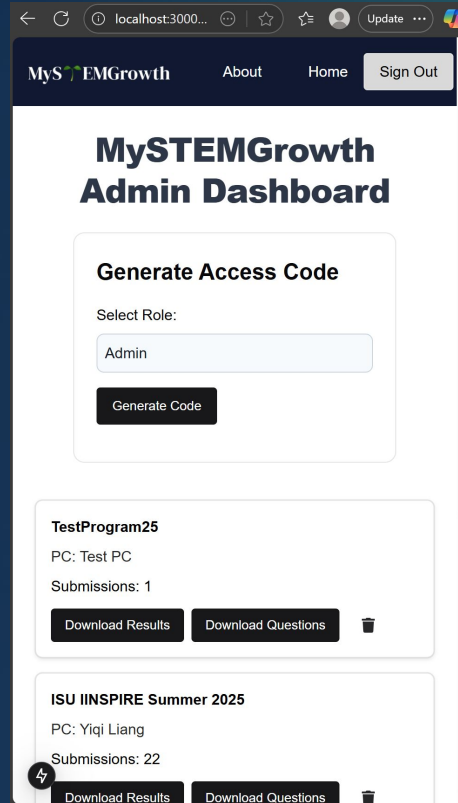 localhost:3000...
Update
MySTEMGrowth
About
Home
Sign Out
MySTEMGrowth
Admin Dashboard
Generate Access Code
Select Role:
Admin
Generate Code
TestProgram25
PC: Test PC
Submissions: 1
Download Results
Download Questions
ISU IINSPIRE Summer 2025
PC: Yiqi Liang
Submissions: 22
Download Results
Download Questions